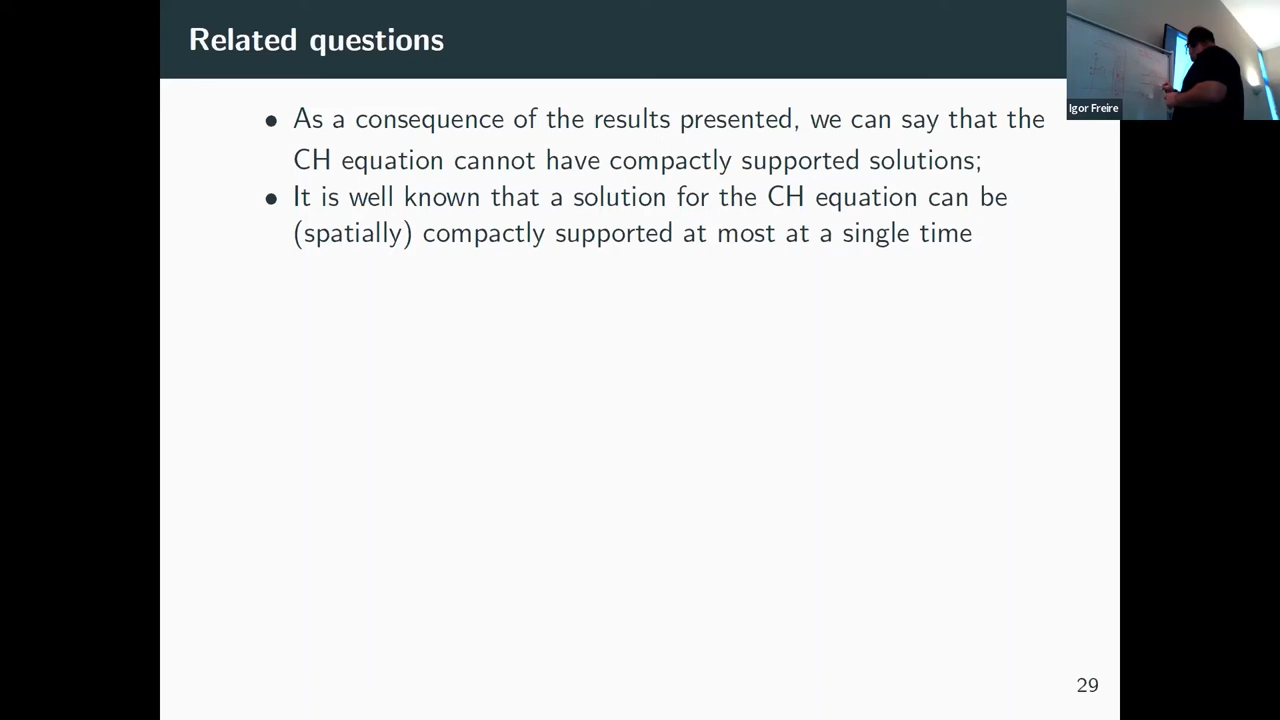 Related questions
Igor Freire
• As a consequence of the results presented, we can say that the
CH equation cannot have compactly supported solutions;
• It is well known that a solution for the CH equation can be
(spatially) compactly supported at most at a single time
29